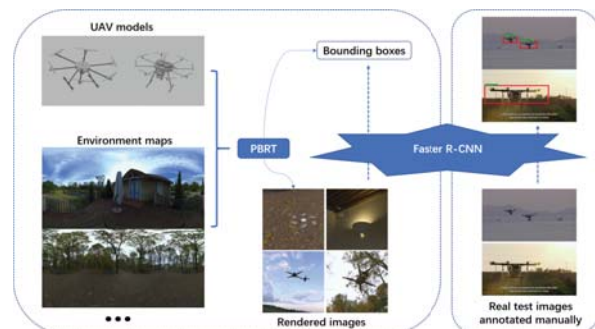 UAV models
Bounding boxes
Environment maps
PBRT
Faster R-CNN
Rendered images
Real test images
annotated manually